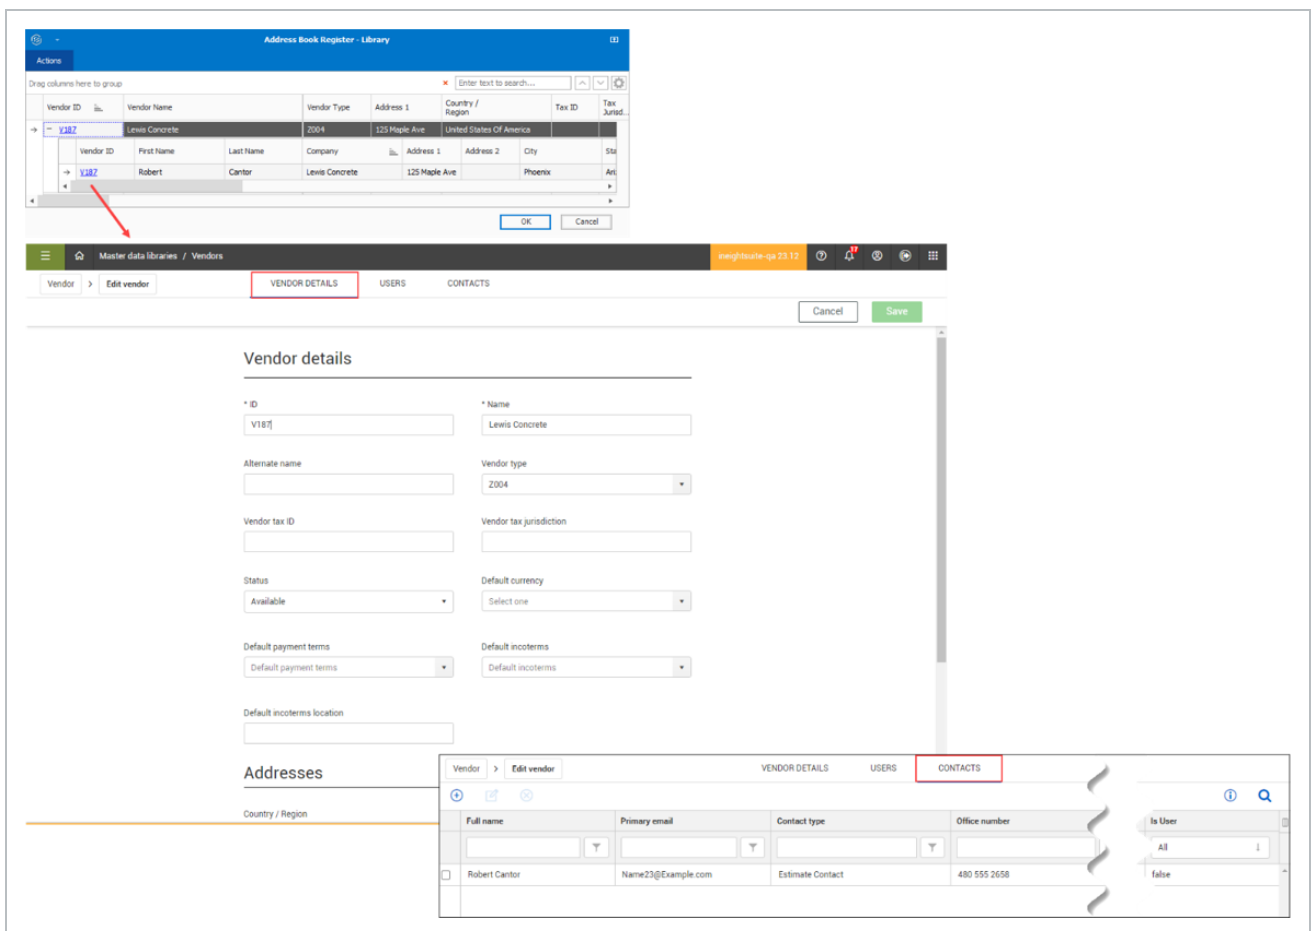 Address Book Register - Library
Actions
Drag columns here to group
Enter text to search...
Vendor ID Vendor Name Vendor Type Address 1 Country / Region Tax ID Tax Jurisd...
V187 Lewis Concrete Z004 125 Maple Ave United States Of America
Vendor ID First Name Last Name Company Address 1 Address 2 City Sta
V187 Robert Cantor Lewis Concrete 125 Maple Ave Phoenix Ari
OK Cancel
Master data libraries / Vendors ineightsuite-qa 23.12 17
Vendor > Edit vendor VENDOR DETAILS USERS CONTACTS
Cancel Save
Vendor details
* ID * Name
V187 Lewis Concrete
Alternate name Vendor type
Z004
Vendor tax ID Vendor tax jurisdiction
Status Default currency
Available Select one
Default payment terms Default incoterms
Default payment terms Default incoterms
Default incoterms location
Addresses
Country / Region
Vendor > Edit vendor VENDOR DETAILS USERS CONTACTS
Full name Primary email Contact type Office number Is User
All
Robert Cantor Name23@Example.com Estimate Contact 480 555 2658 false